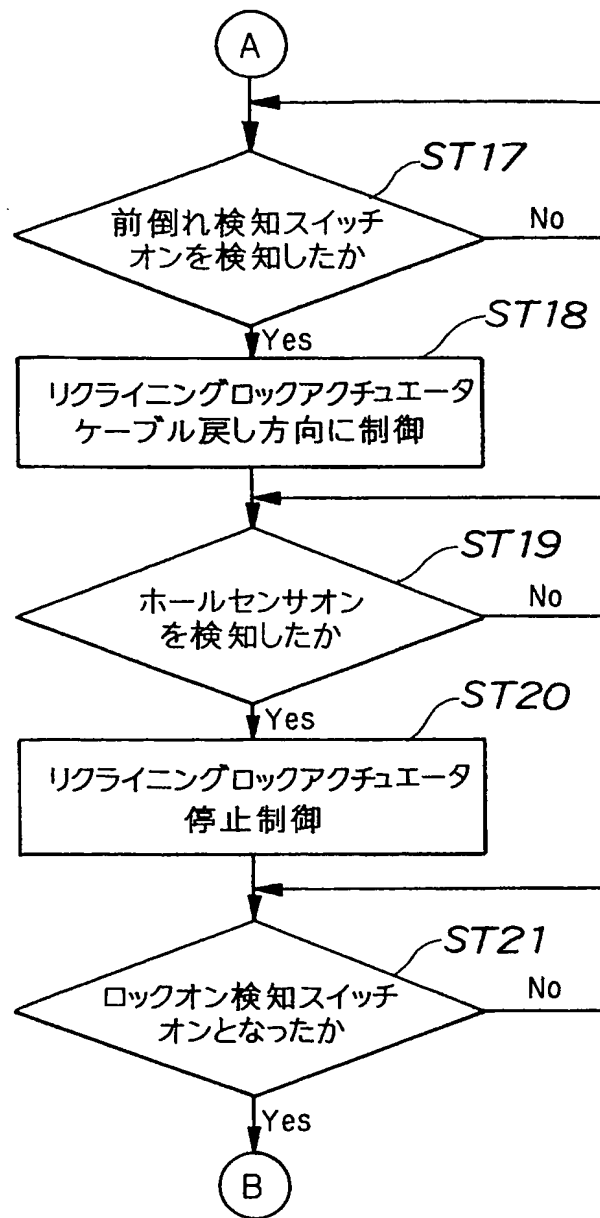 A
ST17
前倒れ検知スイッチ
オンを検知したか
No
Yes
ST18
リクライニングロックアクチュエータ
ケーブル戻し方向に制御
ST19
ホールセンサオン
を検知したか
No
Yes
ST20
リクライニングロックアクチュエータ
停止制御
ST21
ロックオン検知スイッチ
オンとなったか
No
Yes
B